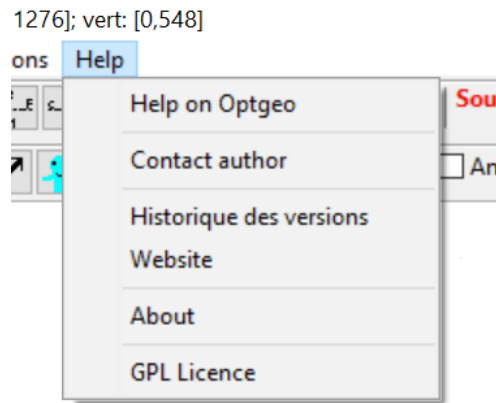 1276]; vert: [0,548]
ons Help
Help on Optgeo
Contact author
Historique des versions
Website
About
GPL Licence
Sou
An